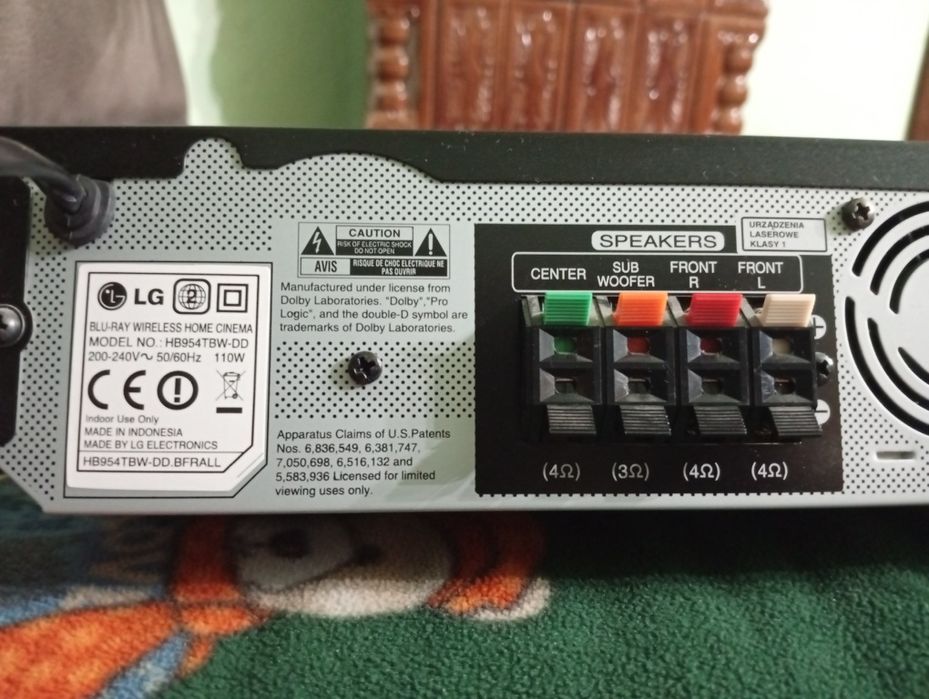 LG
BLU-RAY WIRELESS HOME CINEMA
MODEL NO.: HB954TBW-DD
200-240V~ 50/60Hz 110W
CE
Indoor Use Only
MADE IN INDONESIA
MADE BY LG ELECTRONICS
HB954TBW-DD.BFRALL
CAUTION
RISK OF ELECTRIC SHOCK
DO NOT OPEN
AVIS
RISQUE DE CHOC ELECTRIQUE NE
PAS OUVRIR
Manufactured under license from
Dolby Laboratories. "Dolby","Pro
Logic", and the double-D symbol are
trademarks of Dolby Laboratories.
Apparatus Claims of U.S.Patents
Nos. 6,836,549, 6,381,747,
7,050,698, 6,516,132 and
5,583,936 Licensed for limited
viewing uses only.
SPEAKERS
URZĄDZENIA
LASEROWE
KLASY 1
CENTER
SUB
WOOFER
FRONT
R
FRONT
L
(4Ω) (3Ω) (4Ω) (4Ω)